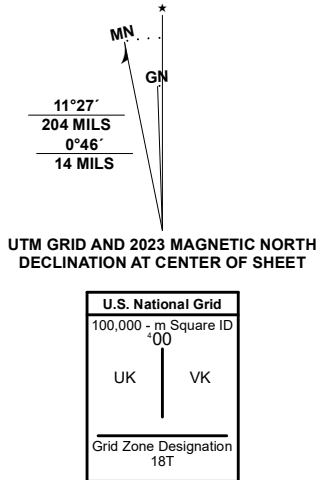 ★
MN
GN
11°27´
204 MILS
0°46´
14 MILS
UTM GRID AND 2023 MAGNETIC NORTH
DECLINATION AT CENTER OF SHEET
U.S. National Grid
100,000 - m Square ID
⁴00
UK VK
Grid Zone Designation
18T